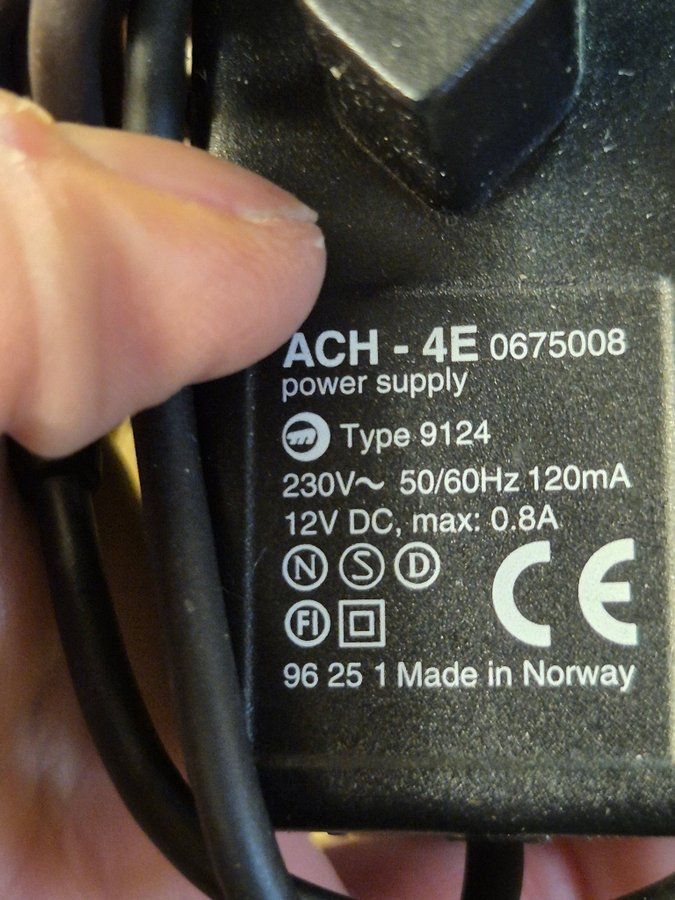 ACH - 4E 0675008
power supply
Type 9124
230V~ 50/60Hz 120mA
12V DC, max: 0.8A
N S D
FI
CE
96 25 1 Made in Norway